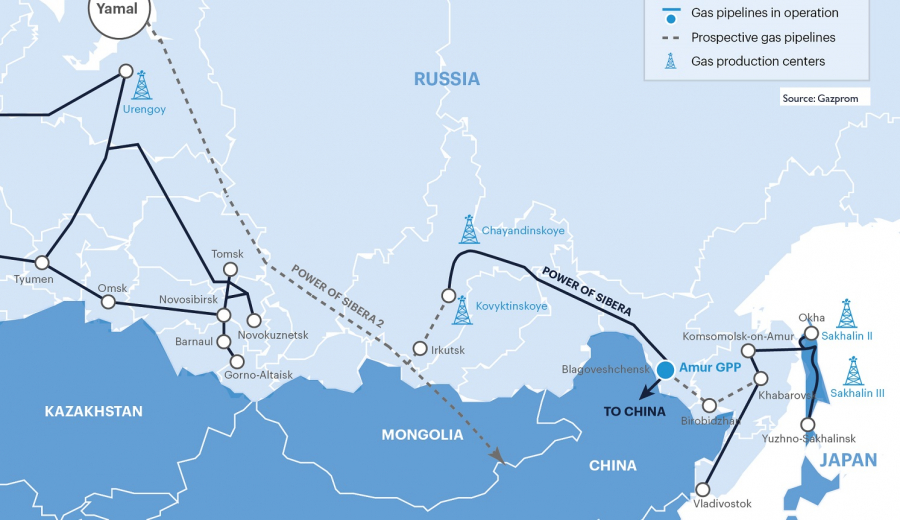 Yamal
Gas pipelines in operation
Prospective gas pipelines
Gas production centers
Source: Gazprom
RUSSIA
Urengoy
Chayandinskoye
Tomsk
Tyumen
POWER OF SIBERA 2
POWER OF SIBERA
Omsk
Novosibirsk
Kovyktinskoye
Okha
Novokuznetsk
Komsomolsk-on-Amur
Sakhalin II
Barnaul
Irkutsk
Gorno-Altaisk
Blagoveshchensk
Amur GPP
Sakhalin III
Khabarovs
KAZAKHSTAN
TO CHINA
Birobidzhan
MONGOLIA
Yuzhno-Sakhalinsk
CHINA
JAPAN
Vladivostok